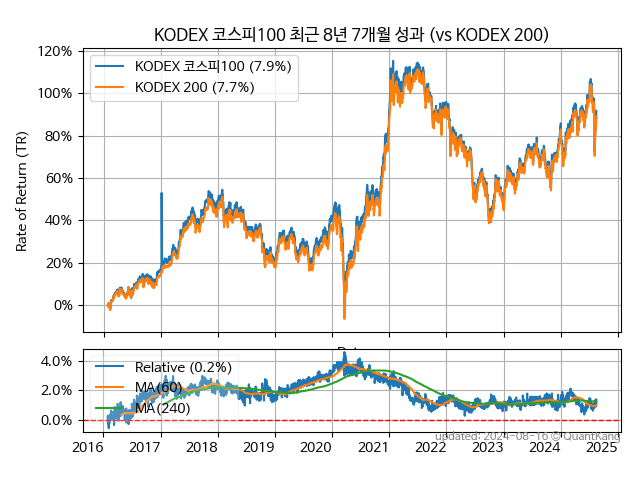 KODEX 코스피100 최근 8년 7개월 성과 (vs KODEX 200)
120%
100%
80%
60%
40%
20%
0%
Rate of Return (TR)
KODEX 코스피100 (7.9%)
KODEX 200 (7.7%)
4.0%
2.0%
0.0%
Relative (0.2%)
MA(60)
MA(240)
2016 2017 2018 2019 2020 2021 2022 2023 2024 2025
updated: 2024-08-16 © QuantKang